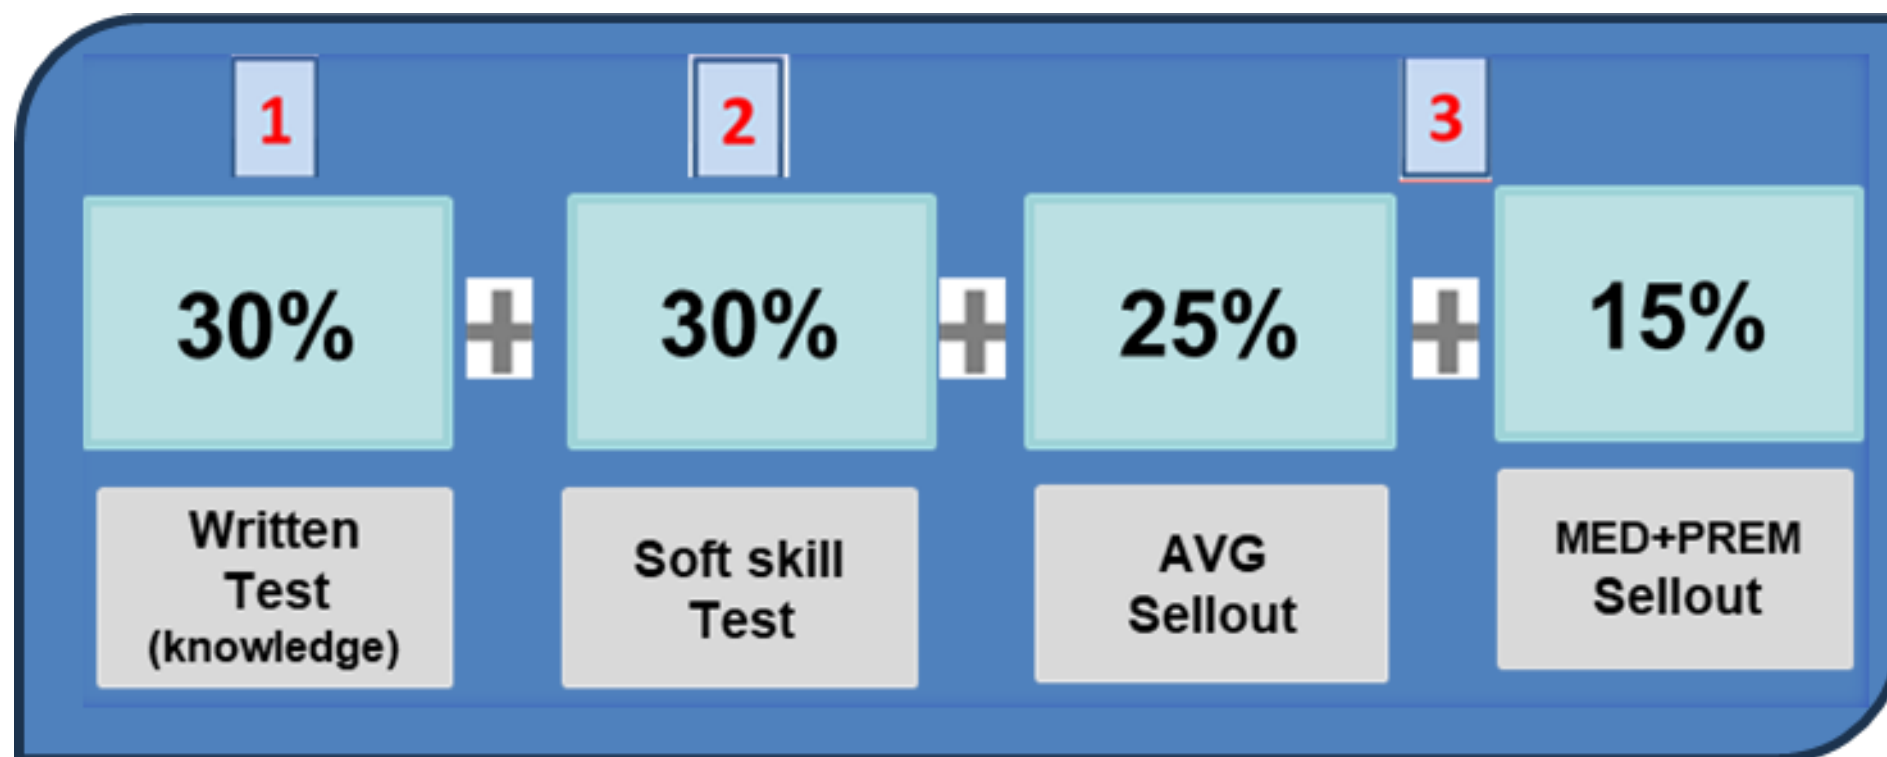 1
2
3
30%
30%
25%
15%
Written
Test
(knowledge)
Soft skill
Test
AVG
Sellout
MED+PREM
Sellout